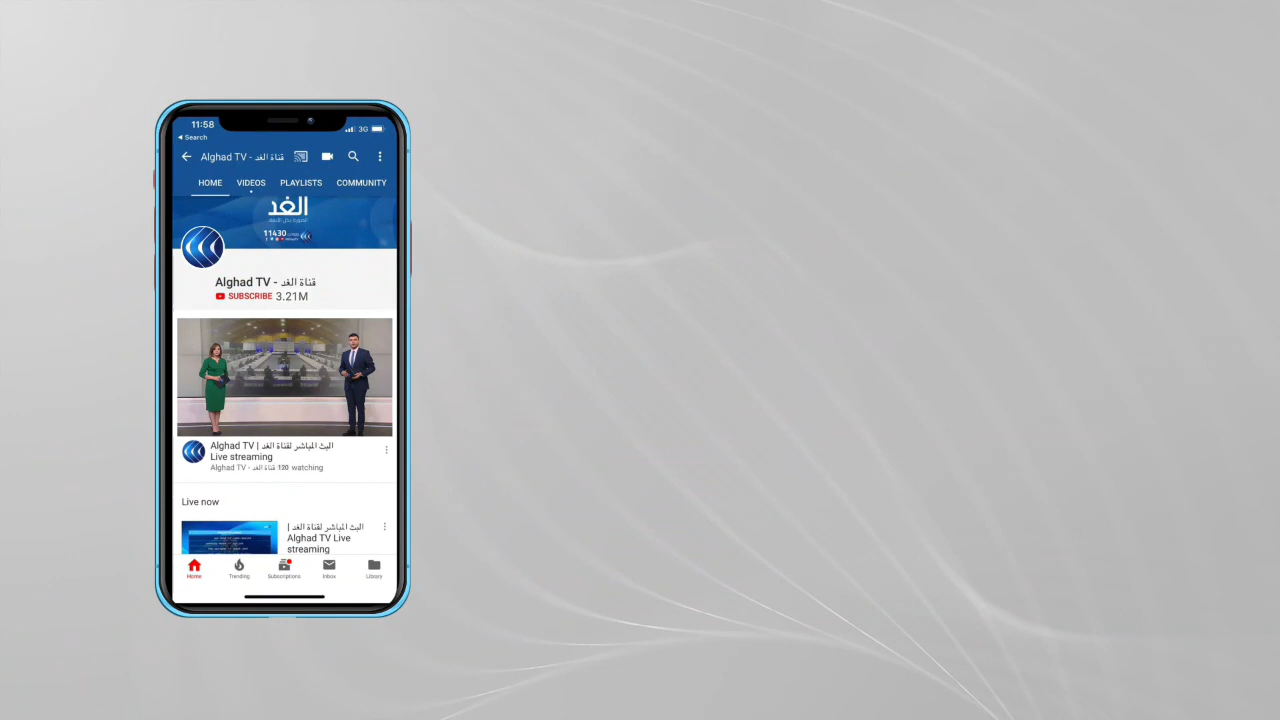 11:58
3G
◀ Search
Alghad TV - قناة الغد
HOME VIDEOS PLAYLISTS COMMUNITY
الغد
11430
Alghad TV - قناة الغد
SUBSCRIBE 3.21M
Alghad TV | البث المباشر لقناة الغد
Live streaming
Alghad TV - قناة الغد 120 watching
Live now
البث المباشر لقناة الغد |
Alghad TV Live
streaming
Home Trending Subscriptions Inbox Library